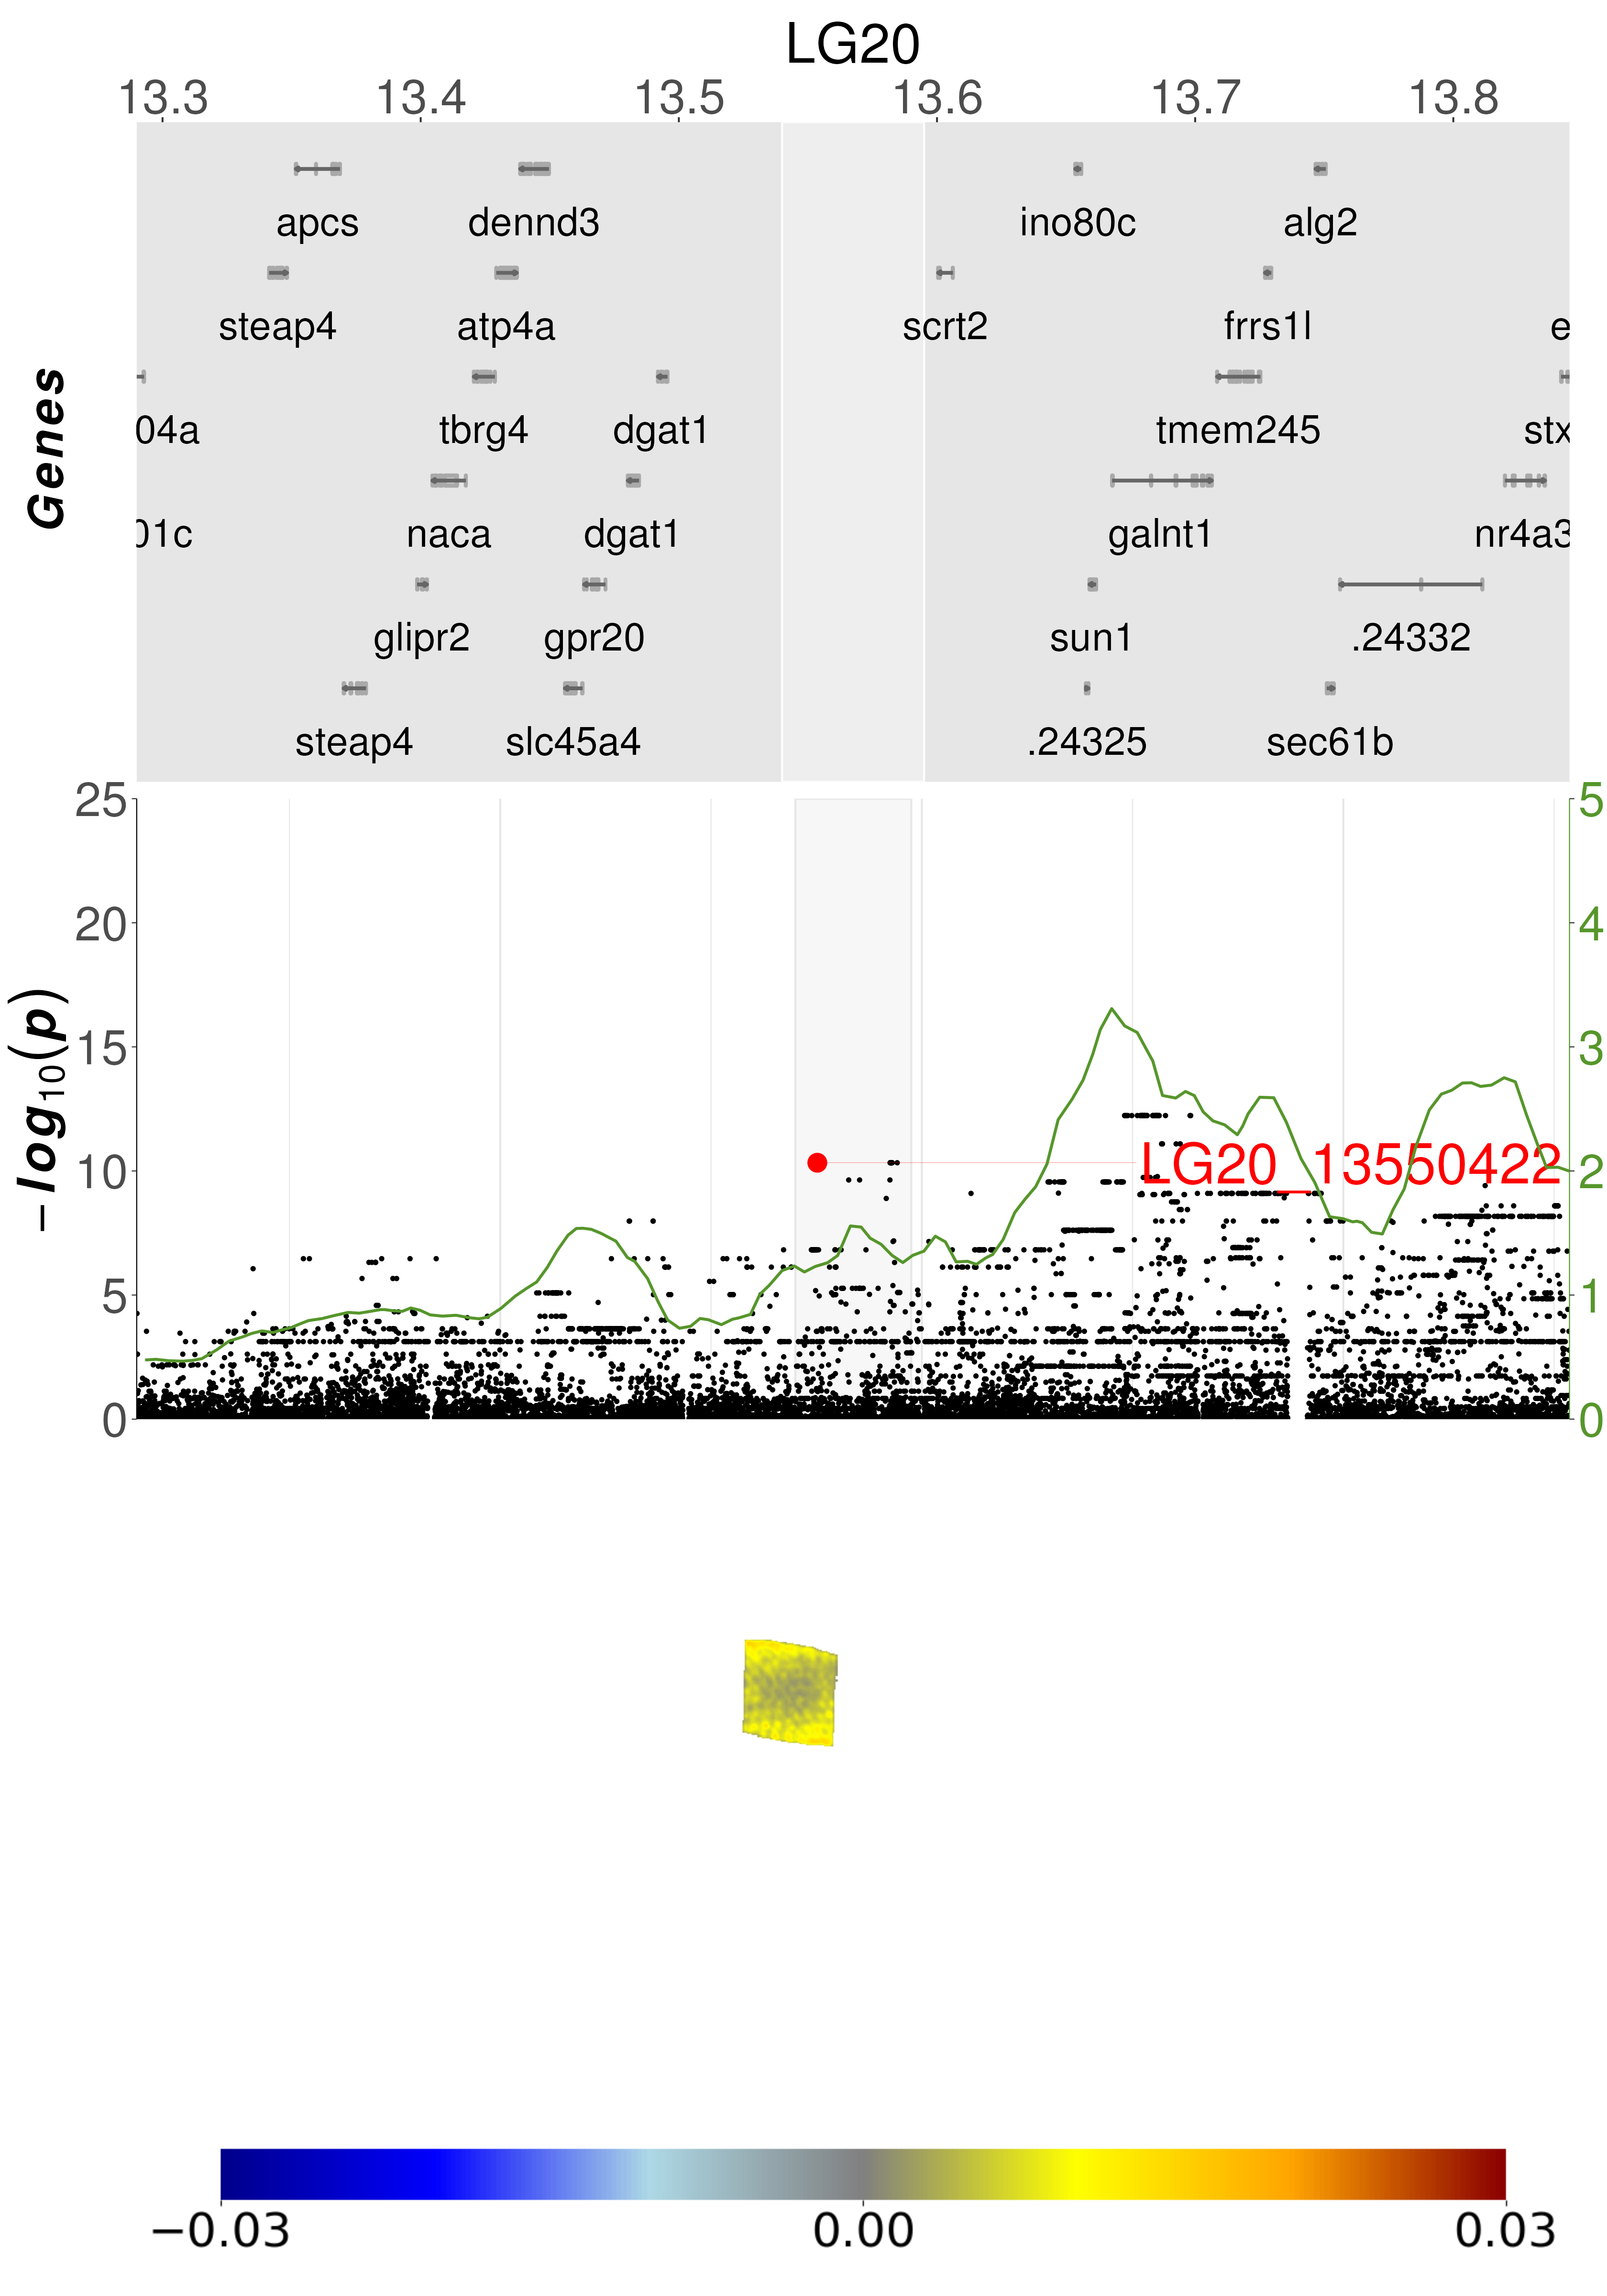 LG20
13.3 13.4 13.5 13.6 13.7 13.8
apcs dennd3 ino80c alg2
steap4 atp4a scrt2 frrs1l e
04a tbrg4 dgat1 tmem245 stx
01c naca dgat1 galnt1 nr4a3
glipr2 gpr20 sun1 .24332
steap4 slc45a4 .24325 sec61b
Genes
25 5
20 4
15 3
10 2
5 1
0 0
−log10(p)
LG20_13550422
−0.03 0.00 0.03